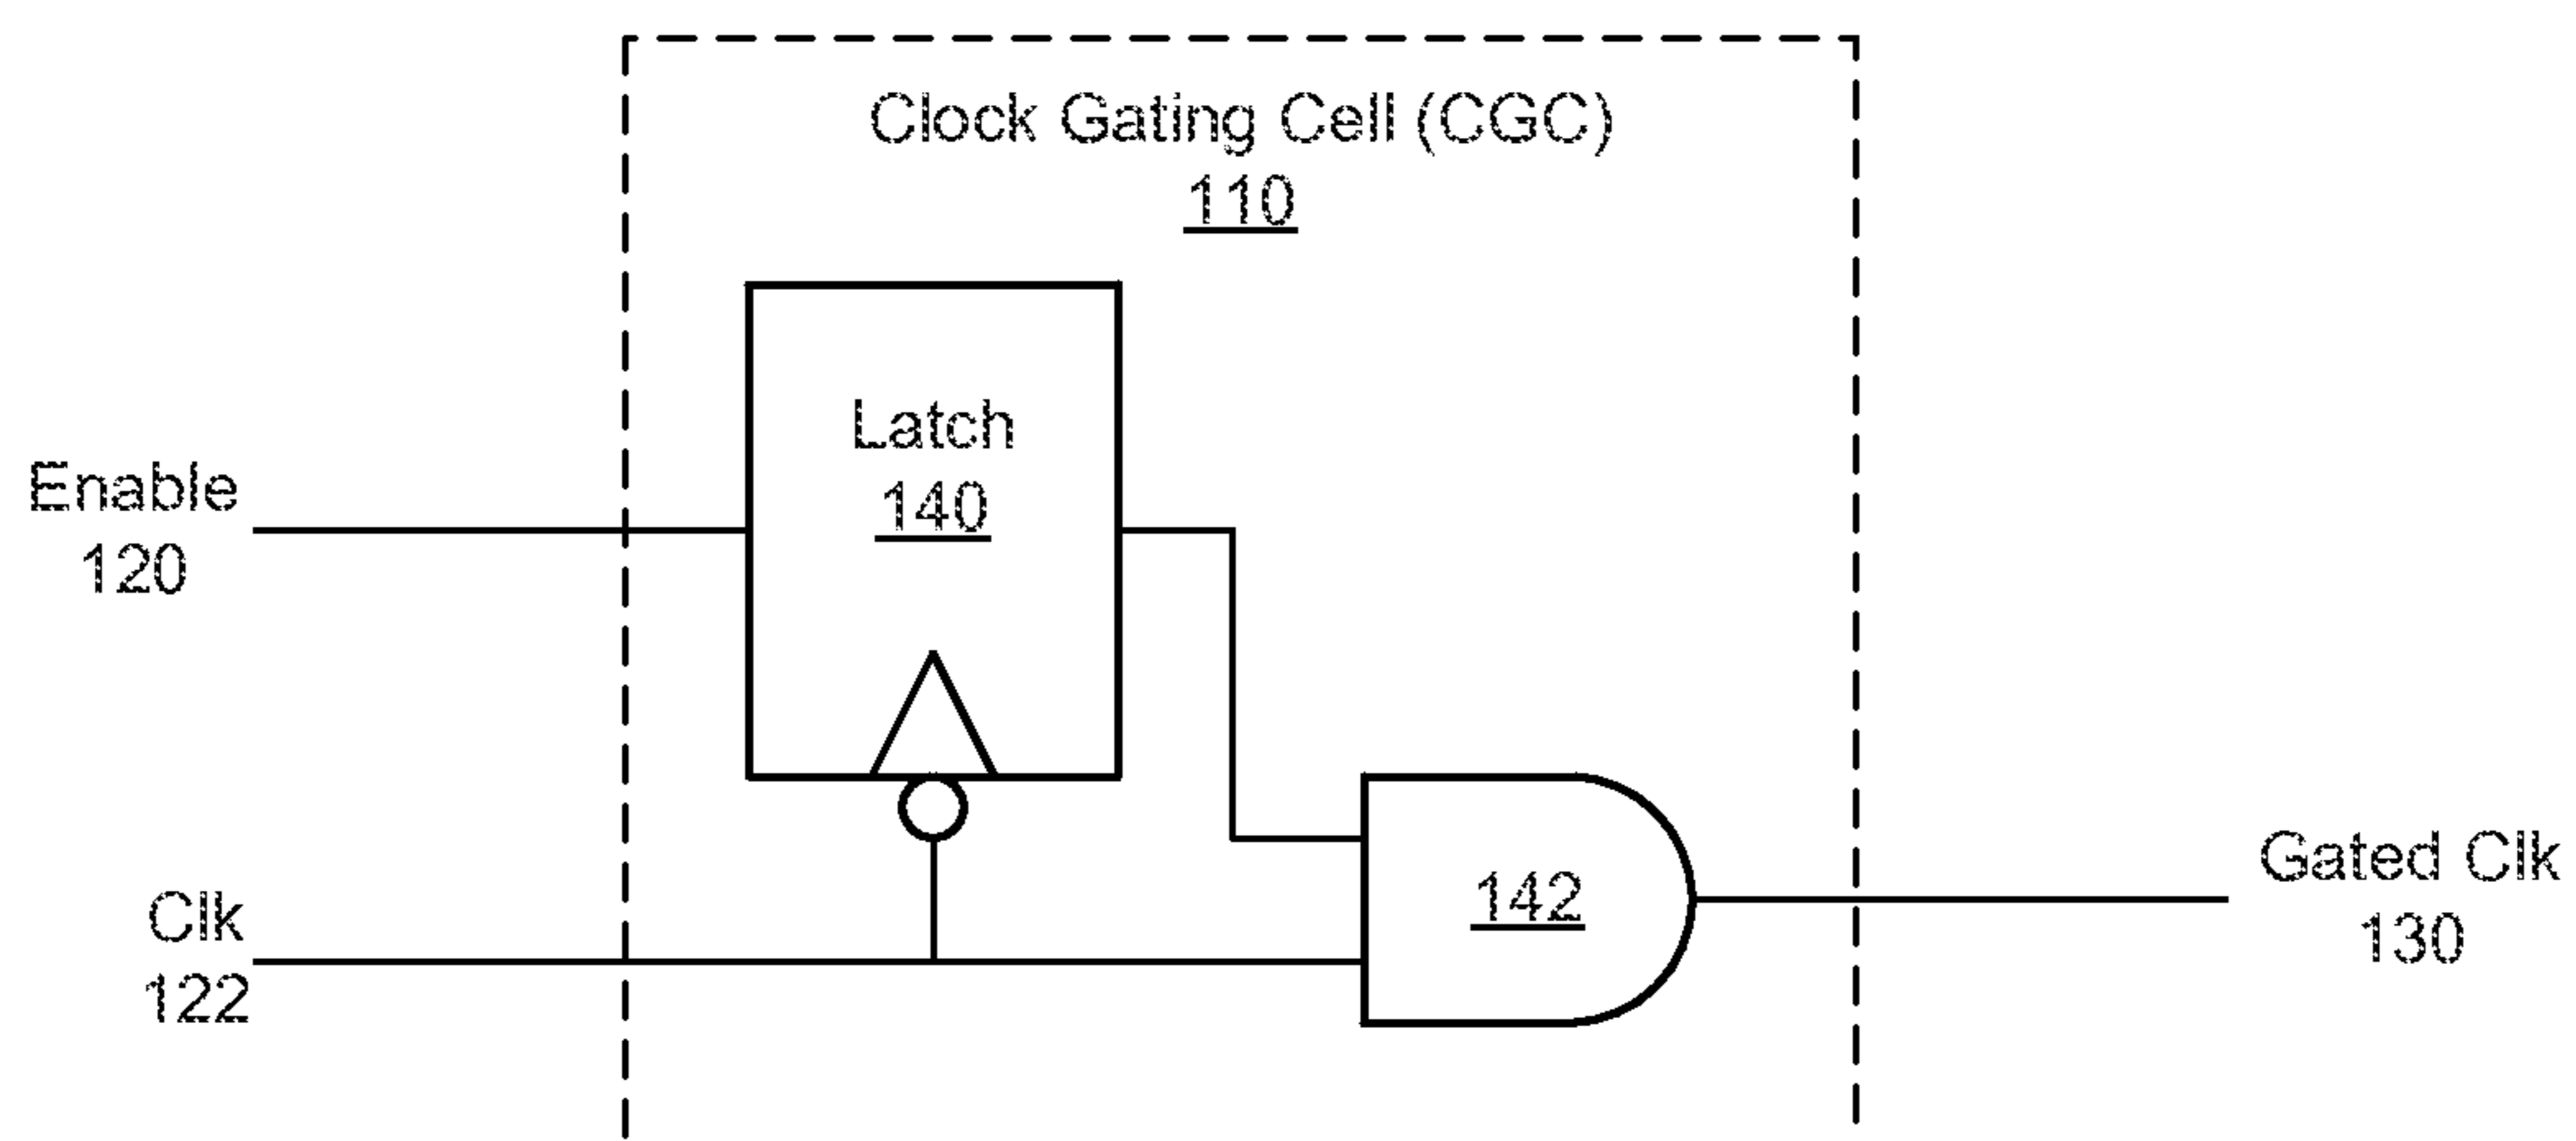 Clock Gating Cell (CGC)
110
Latch
140
Enable
120
Clk
122
142
Gated Clk
130